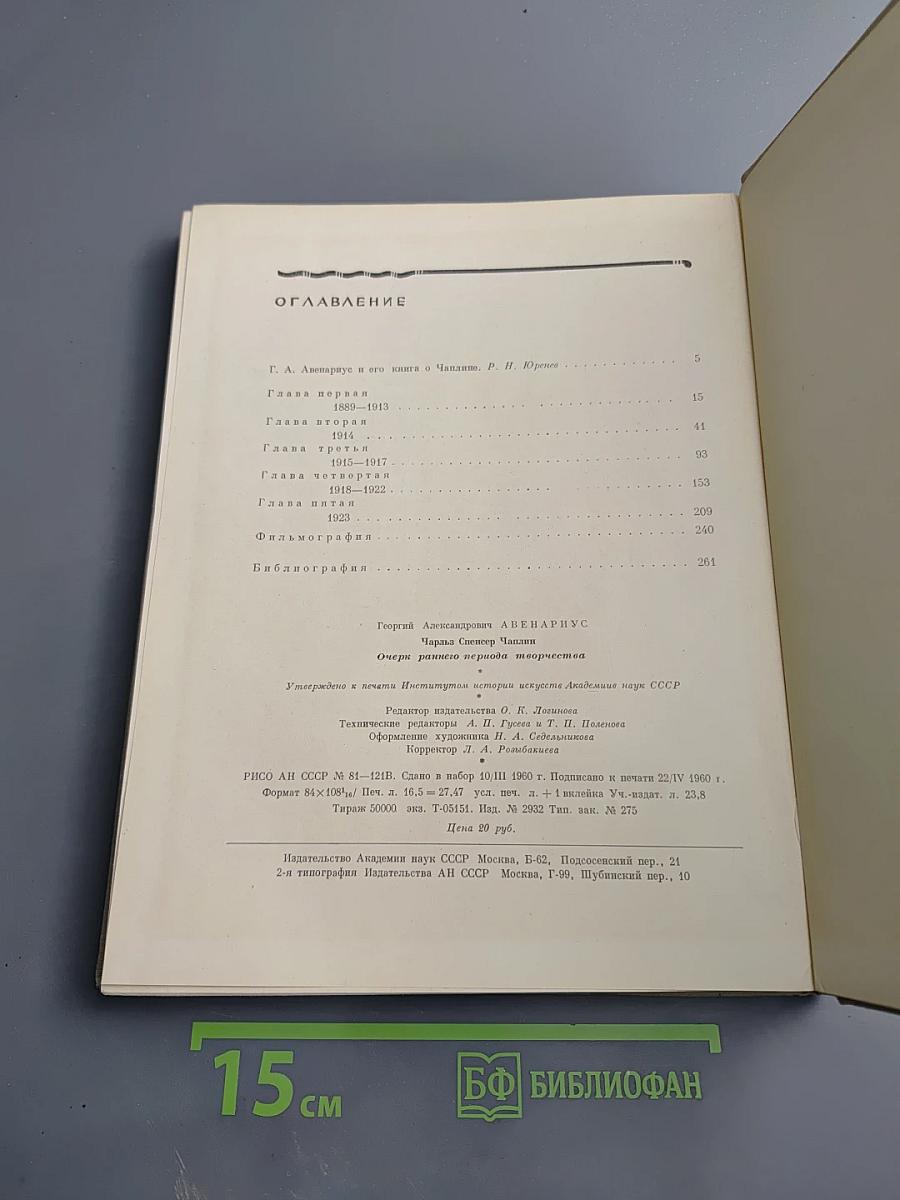 ОГЛАВЛЕНИЕ
Г. А. Авенариус и его книга о Чаплине. Р. Н. Юренев . . . . . . . . . . . . 5
Глава первая
1889—1913 . . . . . . . . . . . . . . . . . . . . . . . . . . . . 15
Глава вторая
1914 . . . . . . . . . . . . . . . . . . . . . . . . . . . . . . . 41
Глава третья
1915—1917 . . . . . . . . . . . . . . . . . . . . . . . . . . . . 93
Глава четвертая
1918—1922 . . . . . . . . . . . . . . . . . . . . . . . . . . . . 153
Глава пятая
1923 . . . . . . . . . . . . . . . . . . . . . . . . . . . . . . . 209
Фильмография . . . . . . . . . . . . . . . . . . . . . . . . . . . . 240
Библиография . . . . . . . . . . . . . . . . . . . . . . . . . . . . 261
Георгий Александрович АВЕНАРИУС
Чарльз Спенсер Чаплин
Очерк раннего периода творчества
*
Утверждено к печати Институтом истории искусств Академиив наук СССР
*
Редактор издательства О. К. Логинова
Технические редакторы А. П. Гусева и Т. П. Поленова
Оформление художника Н. А. Седельникова
Корректор Л. А. Розыбакиева
*
РИСО АН СССР № 81—121В. Сдано в набор 10/III 1960 г. Подписано к печати 22/IV 1960 г.
Формат 84×108¹₁₆/ Печ. л. 16,5 = 27,47 усл. печ. л. + 1 вклейка Уч.-издат. л. 23,8
Тираж 50000 экз. Т-05151. Изд. № 2932 Тип. зак. № 275
Цена 20 руб.
Издательство Академии наук СССР Москва, Б-62, Подсосенский пер., 21
2-я типография Издательства АН СССР Москва, Г-99, Шубинский пер., 10
15 см
БФ БИБЛИОФАН